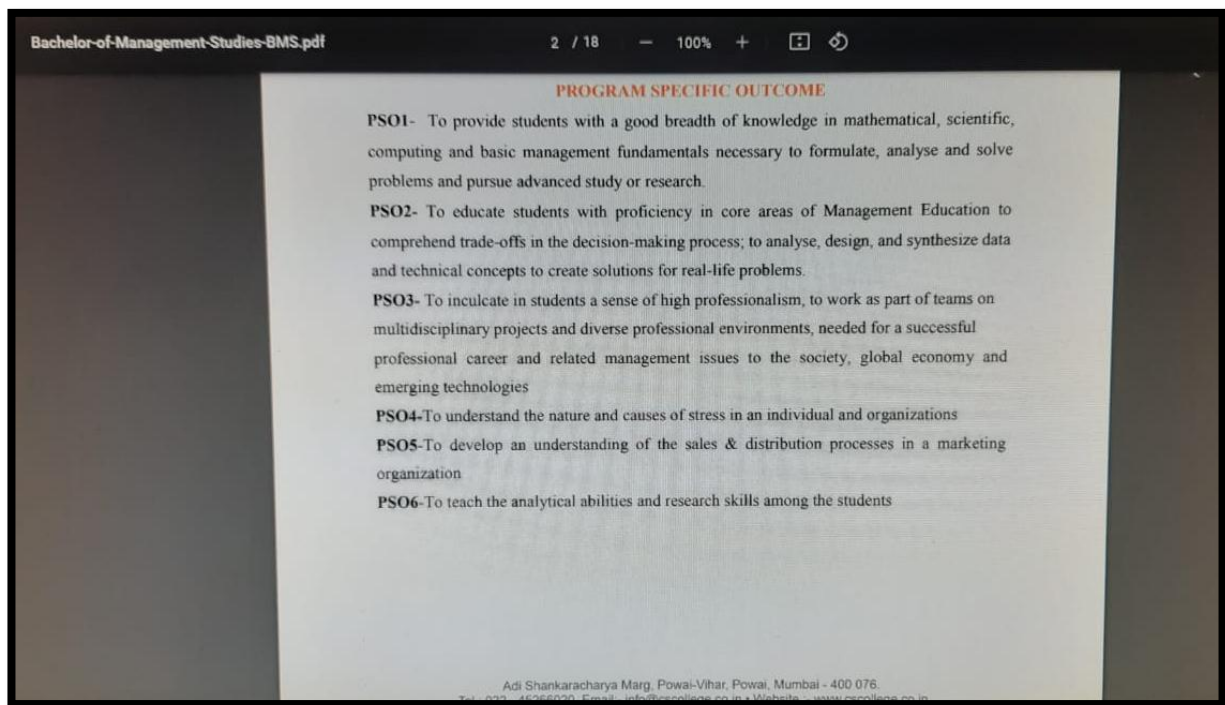 Bachelor-of-Management-Studies-BMS.pdf
2 / 18 — 100% +
PROGRAM SPECIFIC OUTCOME
PSO1- To provide students with a good breadth of knowledge in mathematical, scientific,
computing and basic management fundamentals necessary to formulate, analyse and solve
problems and pursue advanced study or research.
PSO2- To educate students with proficiency in core areas of Management Education to
comprehend trade-offs in the decision-making process; to analyse, design, and synthesize data
and technical concepts to create solutions for real-life problems.
PSO3- To inculcate in students a sense of high professionalism, to work as part of teams on
multidisciplinary projects and diverse professional environments, needed for a successful
professional career and related management issues to the society, global economy and
emerging technologies
PSO4-To understand the nature and causes of stress in an individual and organizations
PSO5-To develop an understanding of the sales & distribution processes in a marketing
organization
PSO6-To teach the analytical abilities and research skills among the students
Adi Shankaracharya Marg, Powai-Vihar, Powai, Mumbai - 400 076.